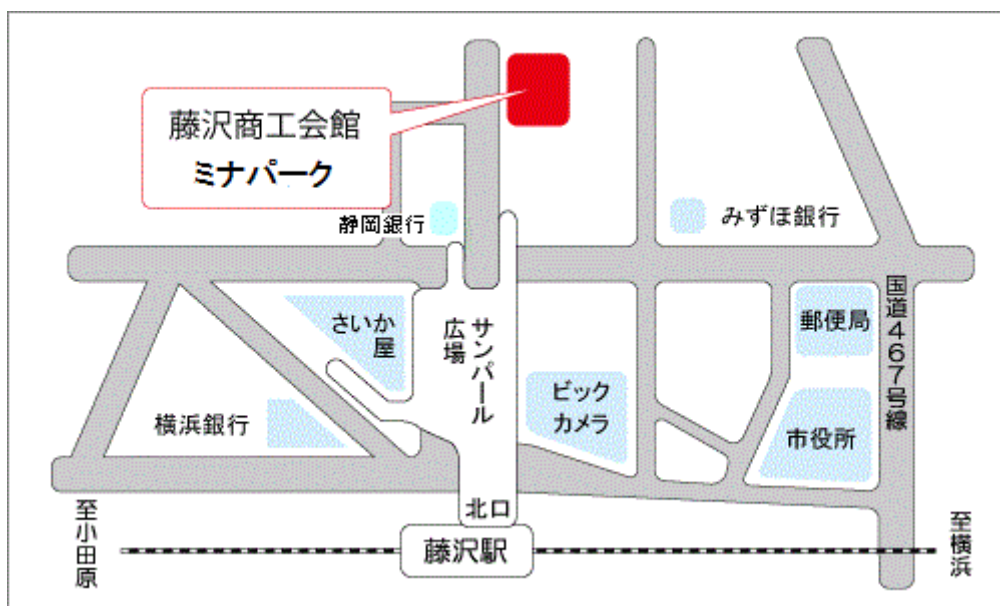 藤沢商工会館
ミナパーク
静岡銀行
みずほ銀行
さいか
屋
サンパール
広場
ビック
カメラ
郵便局
国道467号線
横浜銀行
市役所
北口
至小田原
藤沢駅
至横浜